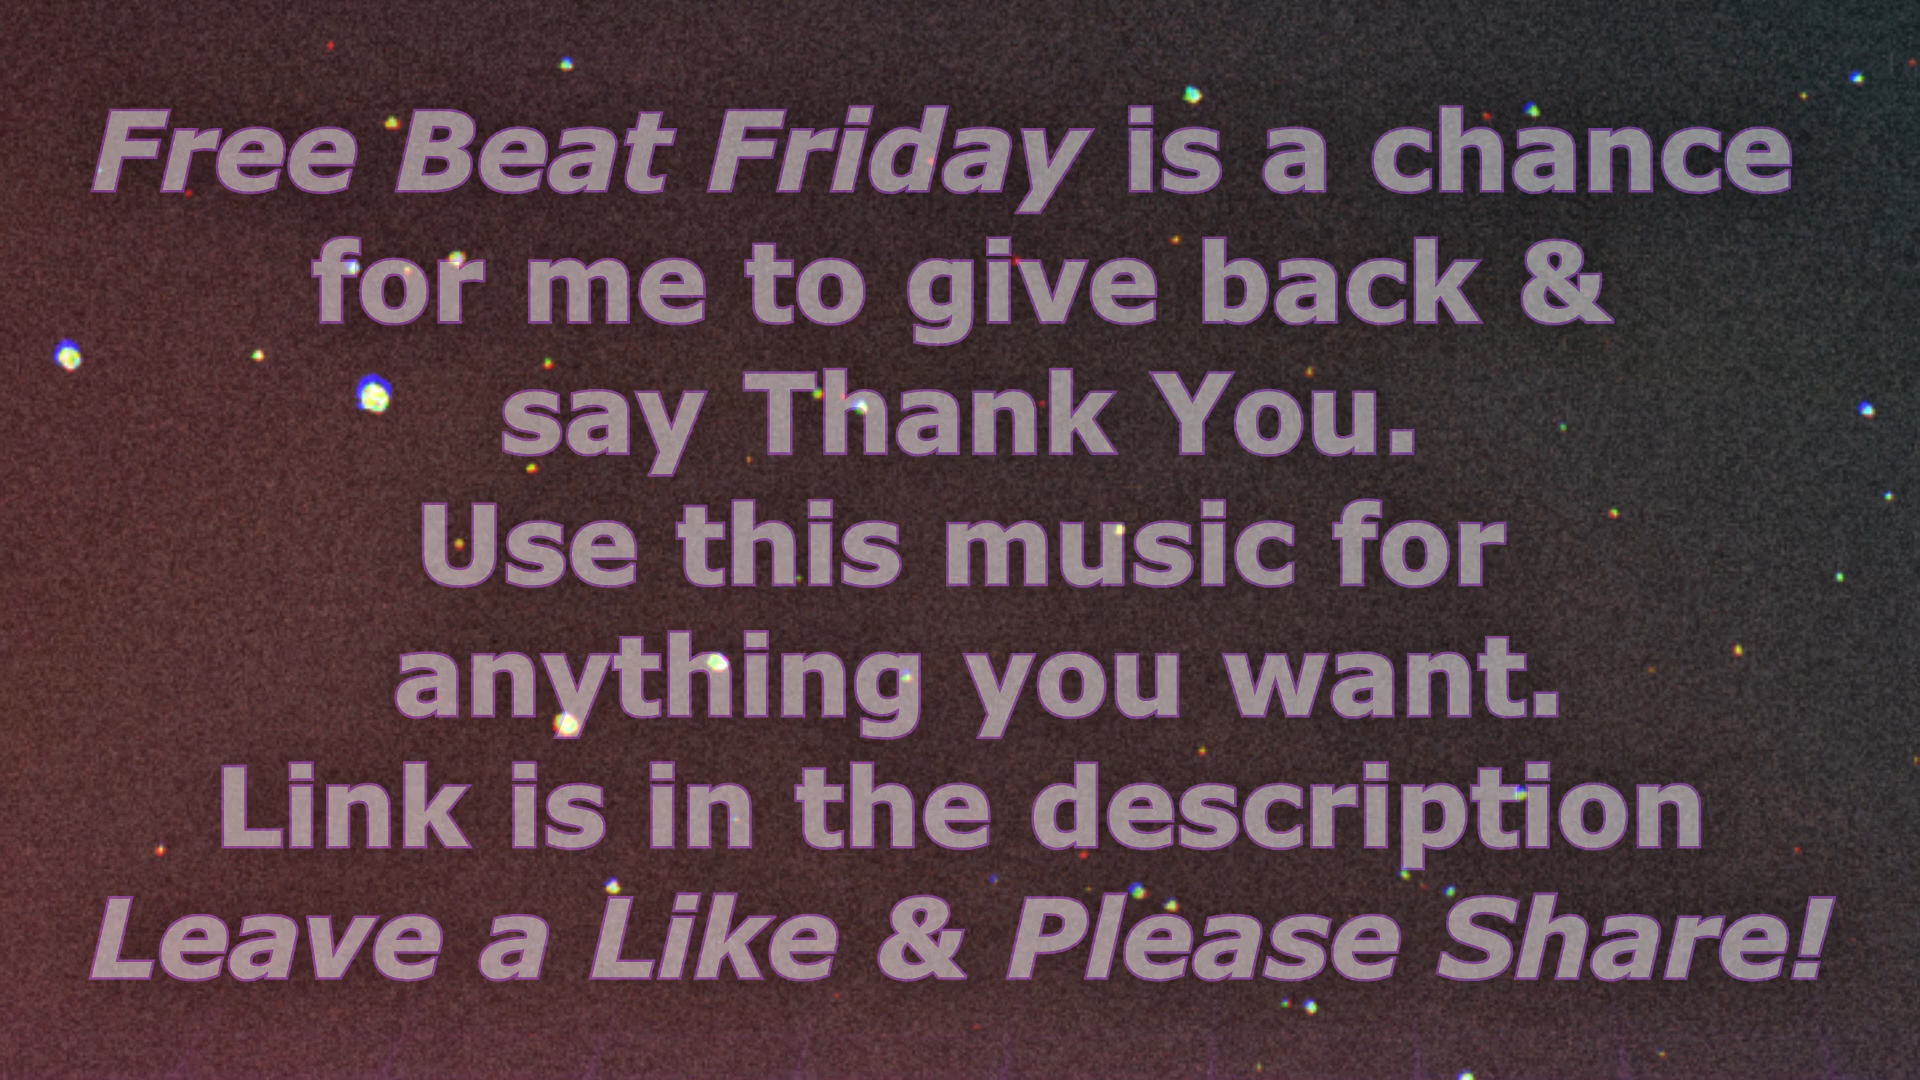 Free Beat Friday is a chance
for me to give back &
say Thank You.
Use this music for
anything you want.
Link is in the description
Leave a Like & Please Share!